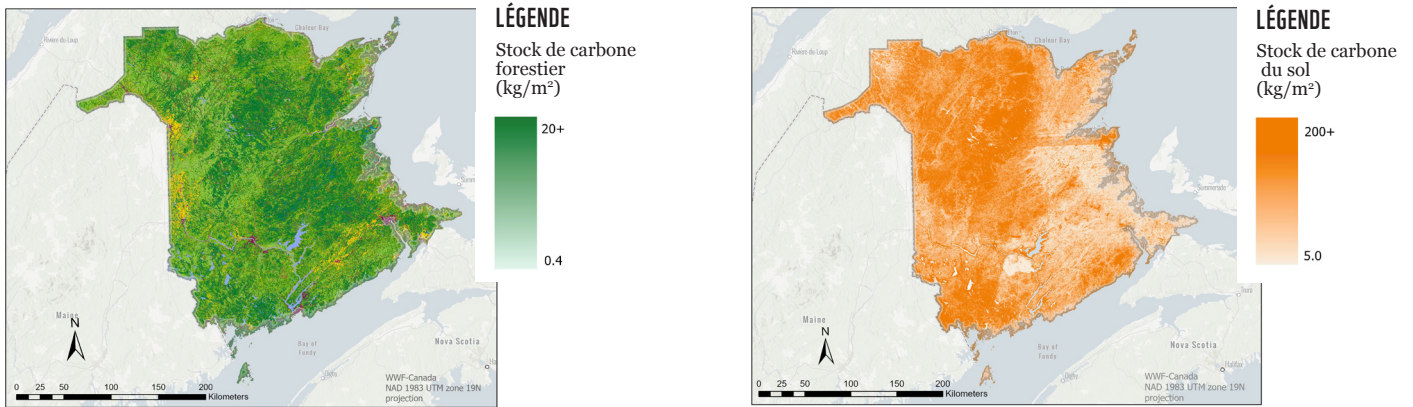 LÉGENDE
Stock de carbone
forestier
(kg/m²)
20+
0.4
Rivière du Loup
Chaleur Bay
Maine
N
Bay of
Fundy
Nova Scotia
0 25 50 100 150 200
Kilometers
WWF-Canada
NAD 1983 UTM zone 19N
projection
LÉGENDE
Stock de carbone
du sol
(kg/m²)
200+
5.0
Rivière du Loup
Chaleur Bay
Summerside
Maine
N
Bay of
Fundy
Nova Scotia
Halifax
0 25 50 100 150 200
Kilometers
WWF-Canada
NAD 1983 UTM zone 19N
projection